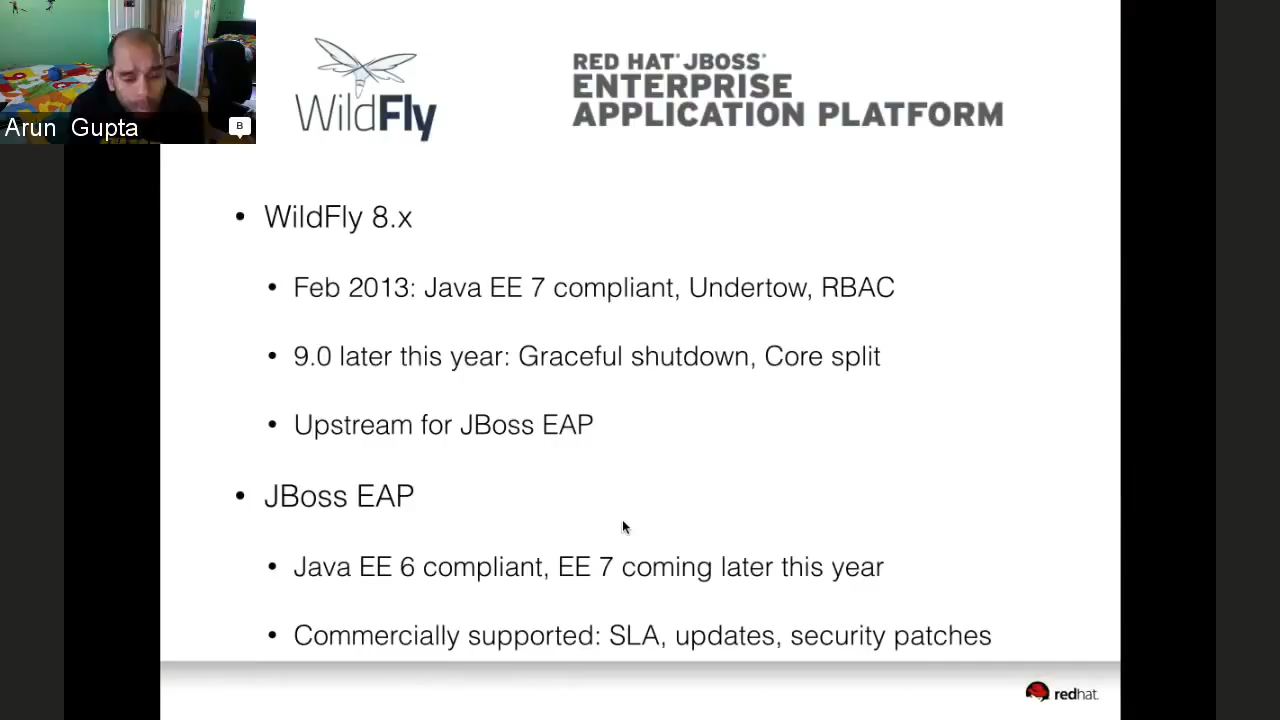 Arun Gupta
B
WildFly
RED HAT® JBOSS®
ENTERPRISE
APPLICATION PLATFORM
• WildFly 8.x
• Feb 2013: Java EE 7 compliant, Undertow, RBAC
• 9.0 later this year: Graceful shutdown, Core split
• Upstream for JBoss EAP
• JBoss EAP
• Java EE 6 compliant, EE 7 coming later this year
• Commercially supported: SLA, updates, security patches
redhat.